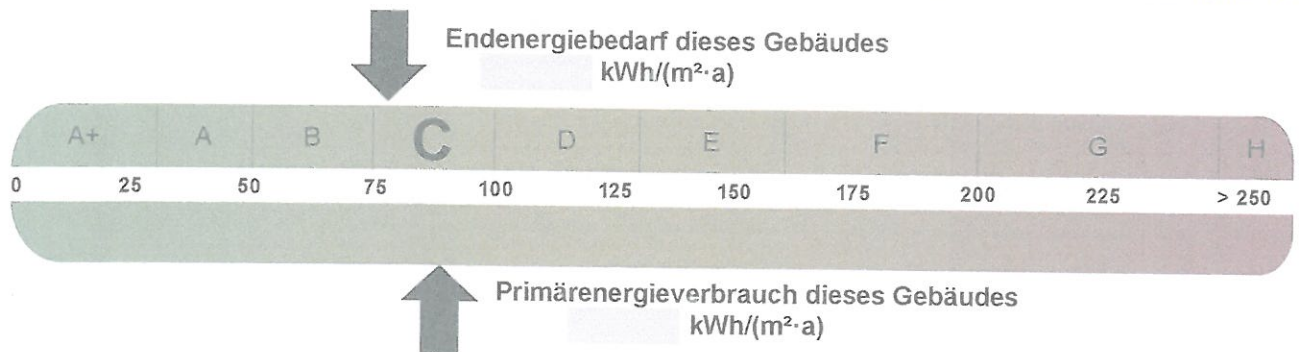 Endenergiebedarf dieses Gebäudes
kWh/(m²·a)
A+ A B C D E F G H
0 25 50 75 100 125 150 175 200 225 > 250
Primärenergieverbrauch dieses Gebäudes
kWh/(m²·a)